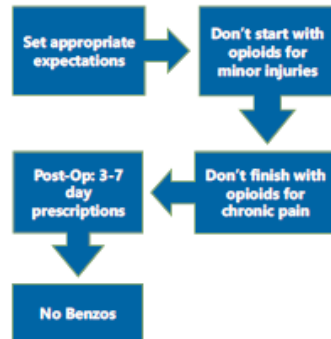 Set appropriate
expectations
Don't start with
opioids for
minor injuries
Don't finish with
opioids for
chronic pain
Post-Op: 3-7
day
prescriptions
No Benzos